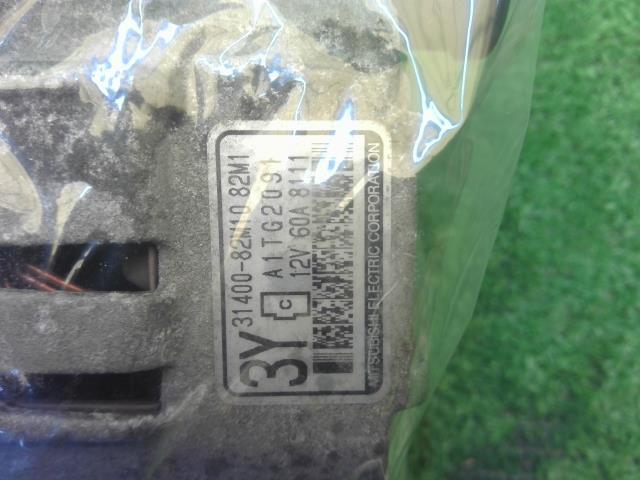 3Y
31400-82M10 82M1
C A1TG2091
12V 60A 8111
MITSUBISHI ELECTRIC CORPORATION